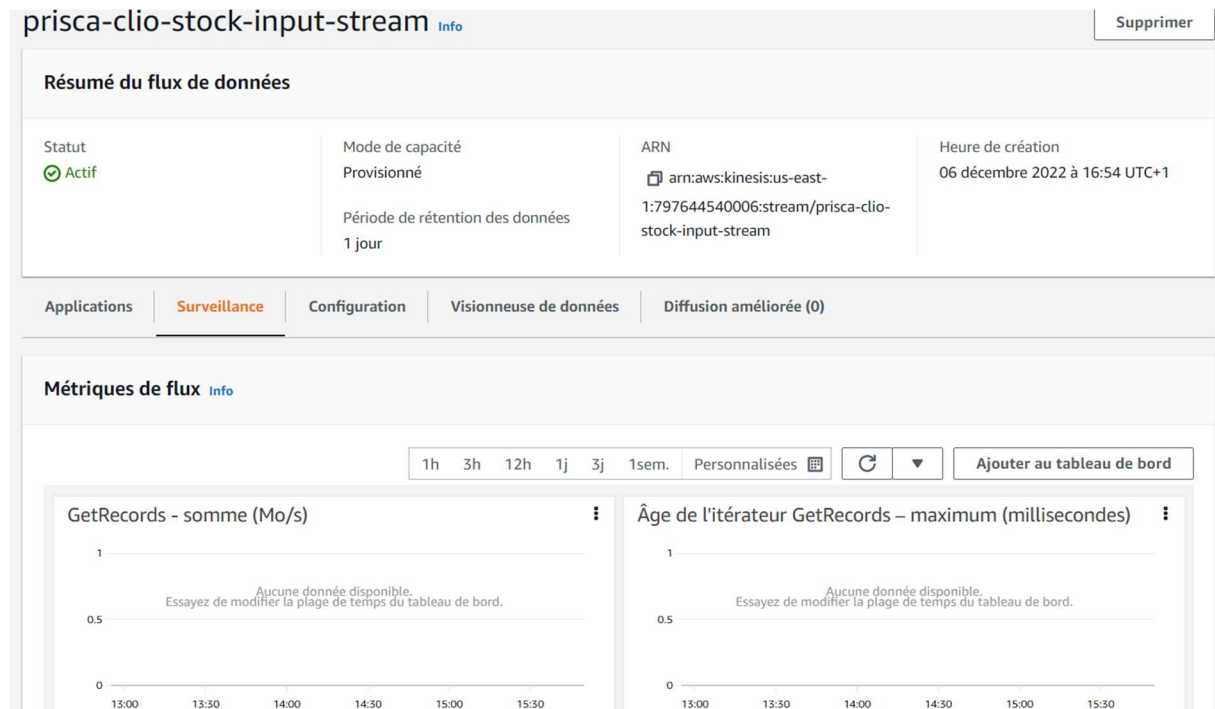 prisca-clio-stock-input-stream Info
Supprimer
Résumé du flux de données
Statut
Actif
Mode de capacité
Provisionné
Période de rétention des données
1 jour
ARN
arn:aws:kinesis:us-east-
1:797644540006:stream/prisca-clio-
stock-input-stream
Heure de création
06 décembre 2022 à 16:54 UTC+1
Applications
Surveillance
Configuration
Visionneuse de données
Diffusion améliorée (0)
Métriques de flux Info
1h 3h 12h 1j 3j 1sem. Personnalisées
Ajouter au tableau de bord
GetRecords - somme (Mo/s)
1
Aucune donnée disponible.
Essayez de modifier la plage de temps du tableau de bord.
0.5
0
13:00 13:30 14:00 14:30 15:00 15:30
Âge de l'itérateur GetRecords – maximum (millisecondes)
1
Aucune donnée disponible.
Essayez de modifier la plage de temps du tableau de bord.
0.5
0
13:00 13:30 14:00 14:30 15:00 15:30